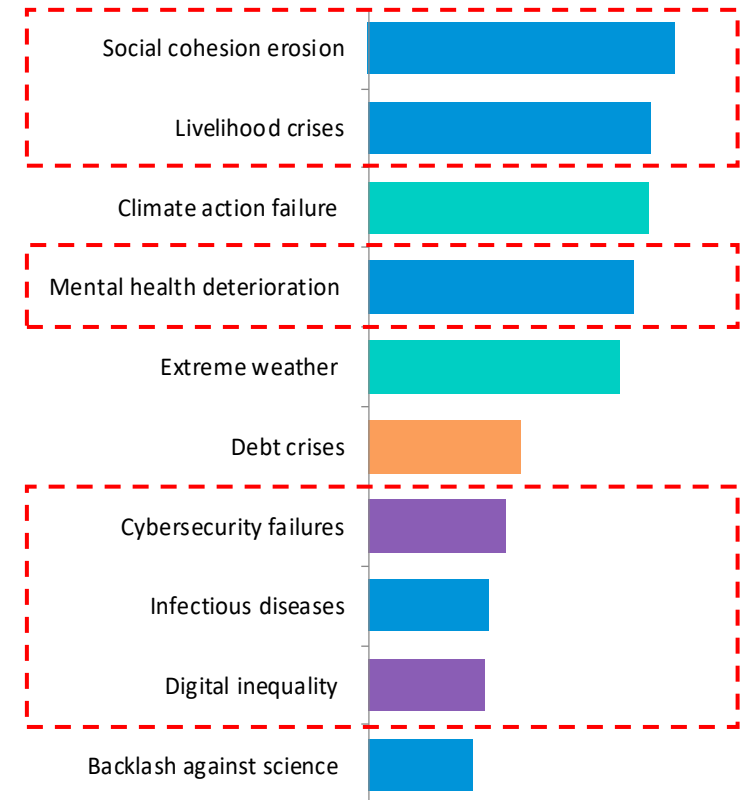 Social cohesion erosion
Livelihood crises
Climate action failure
Mental health deterioration
Extreme weather
Debt crises
Cybersecurity failures
Infectious diseases
Digital inequality
Backlash against science